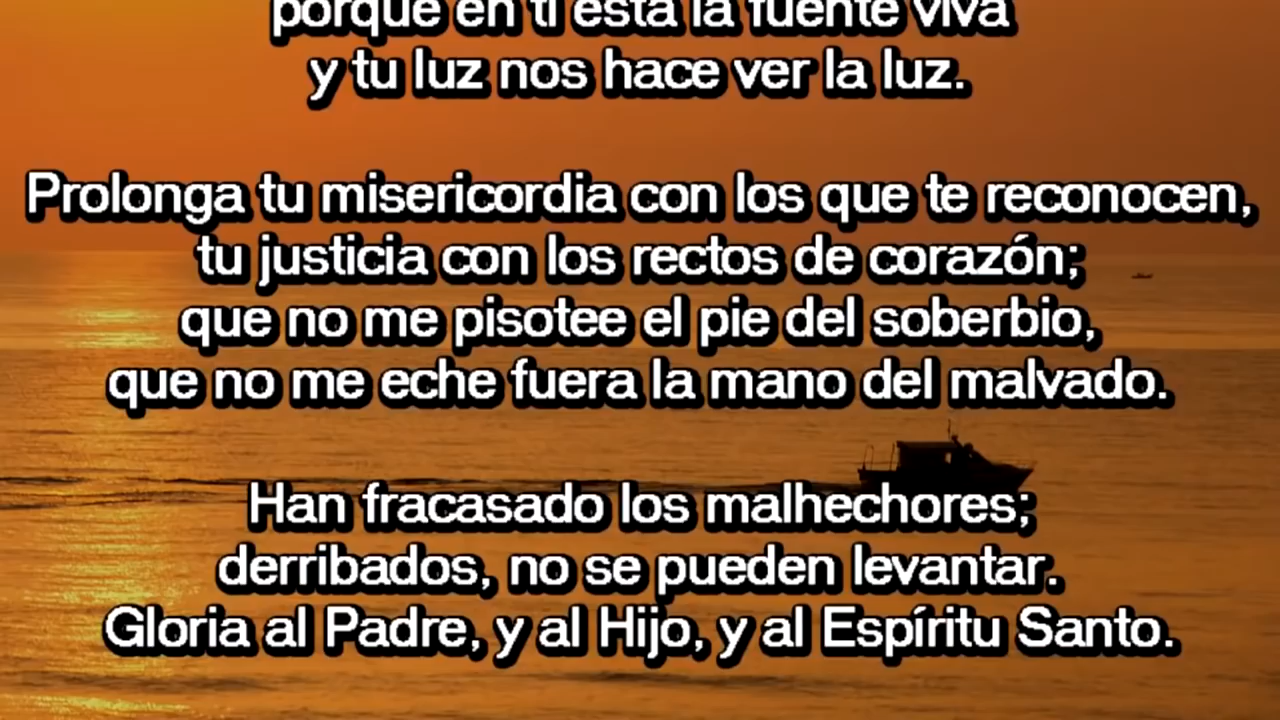 porque en ti está la fuente viva
y tu luz nos hace ver la luz.
Prolonga tu misericordia con los que te reconocen,
tu justicia con los rectos de corazón;
que no me pisotee el pie del soberbio,
que no me eche fuera la mano del malvado.
Han fracasado los malhechores;
derribados, no se pueden levantar.
Gloria al Padre, y al Hijo, y al Espíritu Santo.